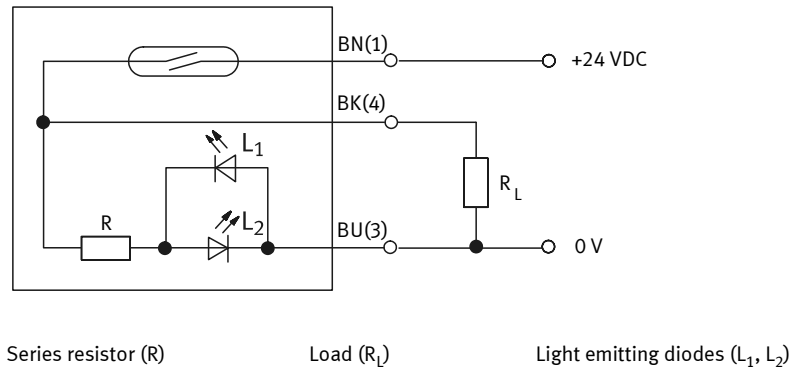 BN(1)
+24 VDC
BK(4)
L1
R L
R
L2
BU(3)
0 V
Series resistor (R)
Load (RL)
Light emitting diodes (L1, L2)